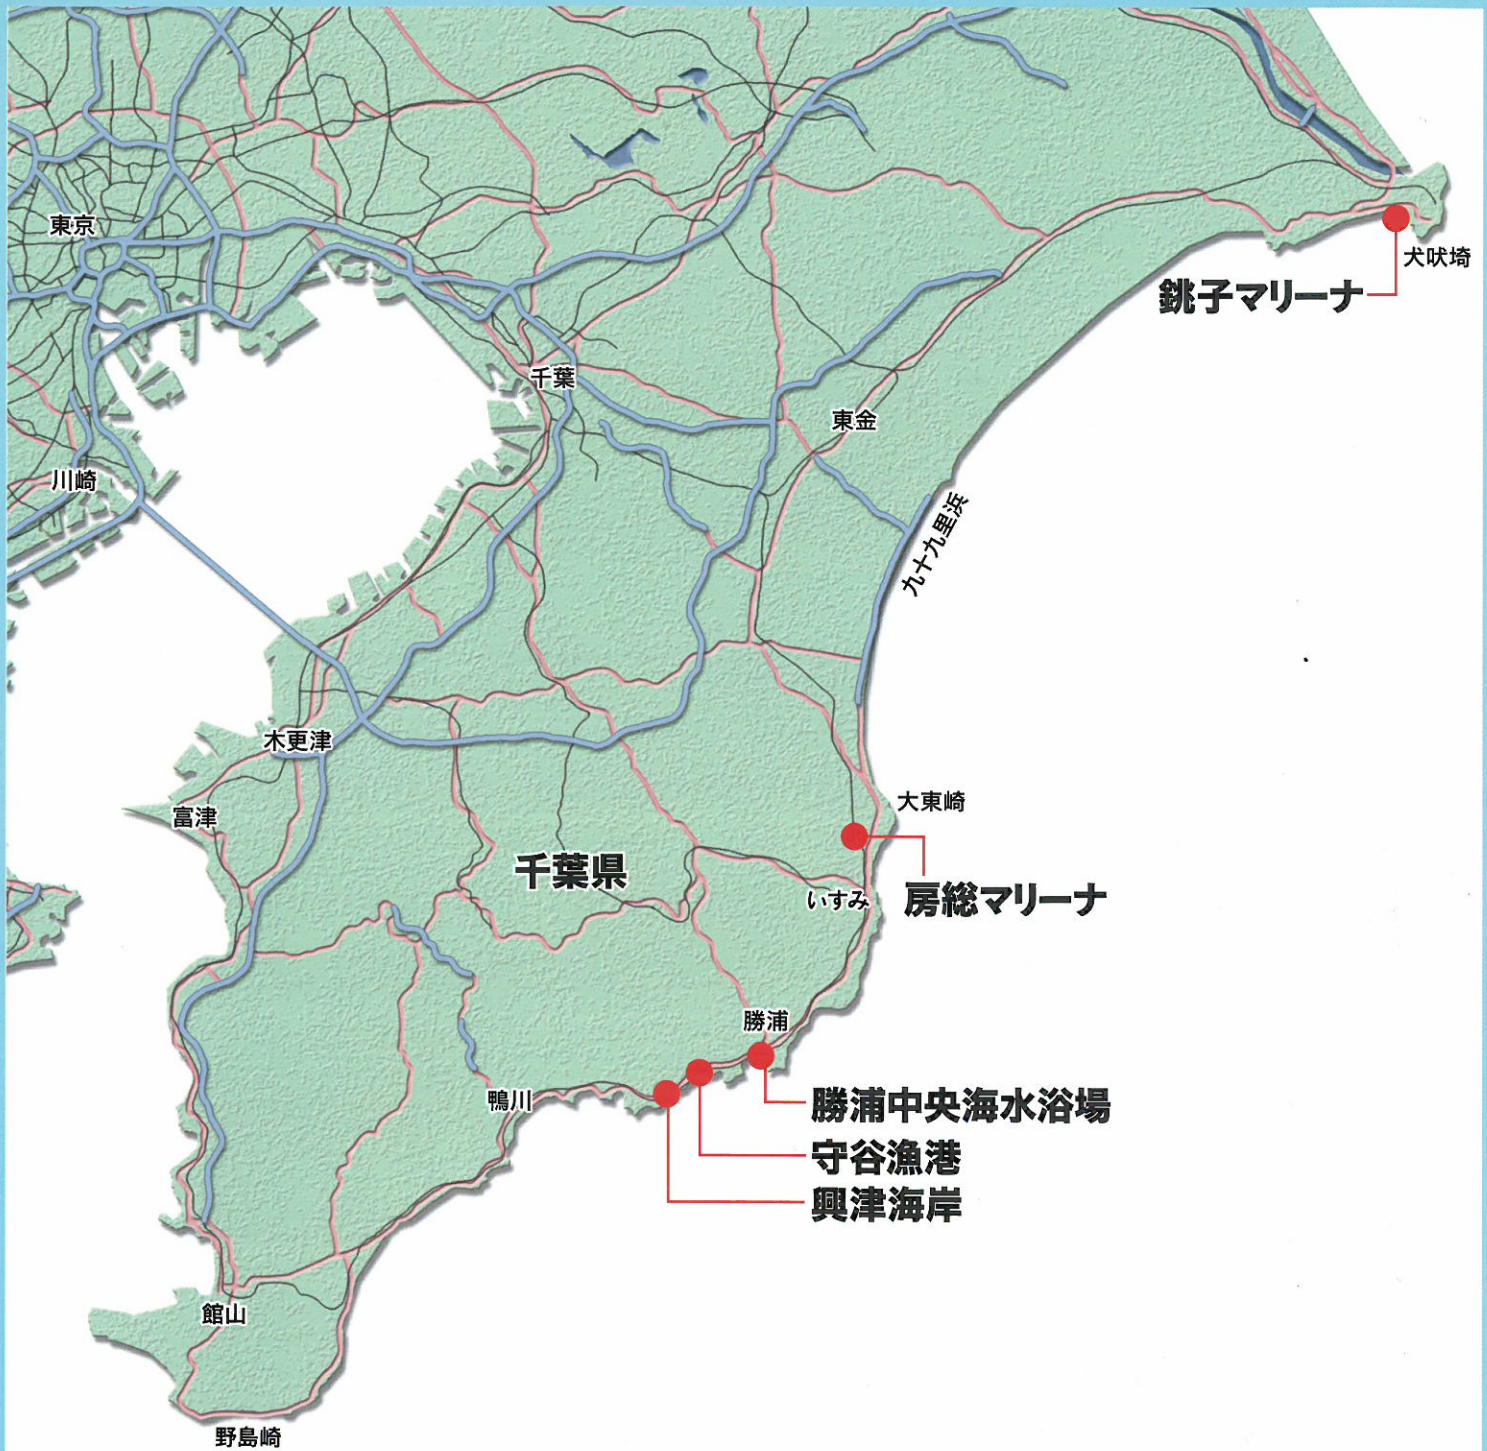 東京
犬吠埼
銚子マリーナ
千葉
東金
川崎
九十九里浜
木更津
大東崎
富津
千葉県
いすみ
房総マリーナ
勝浦
鴨川
勝浦中央海水浴場
守谷漁港
興津海岸
館山
野島崎